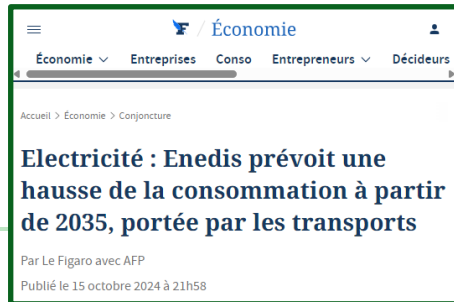 Économie
Économie Entreprises Conso Entrepreneurs Décideurs
Accueil > Économie > Conjoncture
Electricité : Enedis prévoit une
hausse de la consommation à partir
de 2035, portée par les transports
Par Le Figaro avec AFP
Publié le 15 octobre 2024 à 21h58